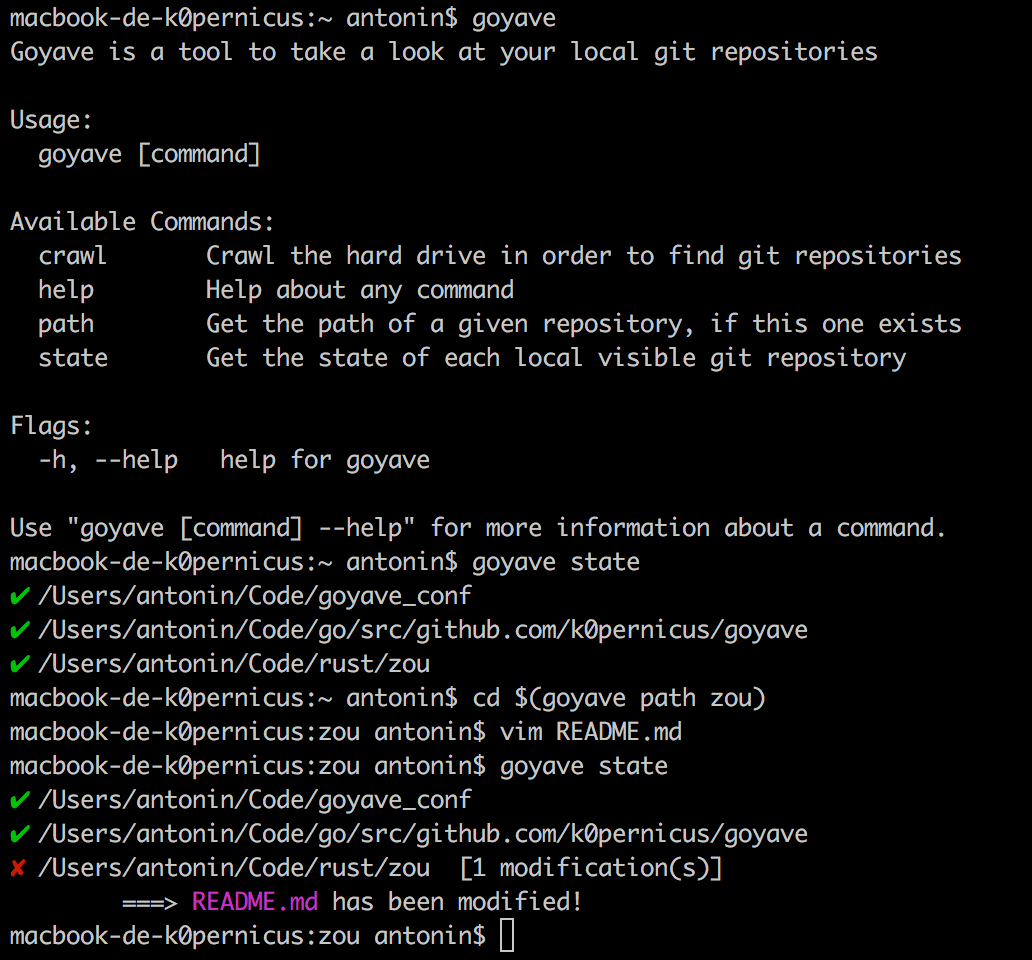 macbook-de-k0pernicus:~ antonin$ goyave
Goyave is a tool to take a look at your local git repositories

Usage:
  goyave [command]

Available Commands:
  crawl       Crawl the hard drive in order to find git repositories
  help        Help about any command
  path        Get the path of a given repository, if this one exists
  state       Get the state of each local visible git repository

Flags:
  -h, --help   help for goyave

Use "goyave [command] --help" for more information about a command.
macbook-de-k0pernicus:~ antonin$ goyave state
✔ /Users/antonin/Code/goyave_conf
✔ /Users/antonin/Code/go/src/github.com/k0pernicus/goyave
✔ /Users/antonin/Code/rust/zou
macbook-de-k0pernicus:~ antonin$ cd $(goyave path zou)
macbook-de-k0pernicus:zou antonin$ vim README.md
macbook-de-k0pernicus:zou antonin$ goyave state
✔ /Users/antonin/Code/goyave_conf
✔ /Users/antonin/Code/go/src/github.com/k0pernicus/goyave
✘ /Users/antonin/Code/rust/zou  [1 modification(s)]
        ===> README.md has been modified!
macbook-de-k0pernicus:zou antonin$